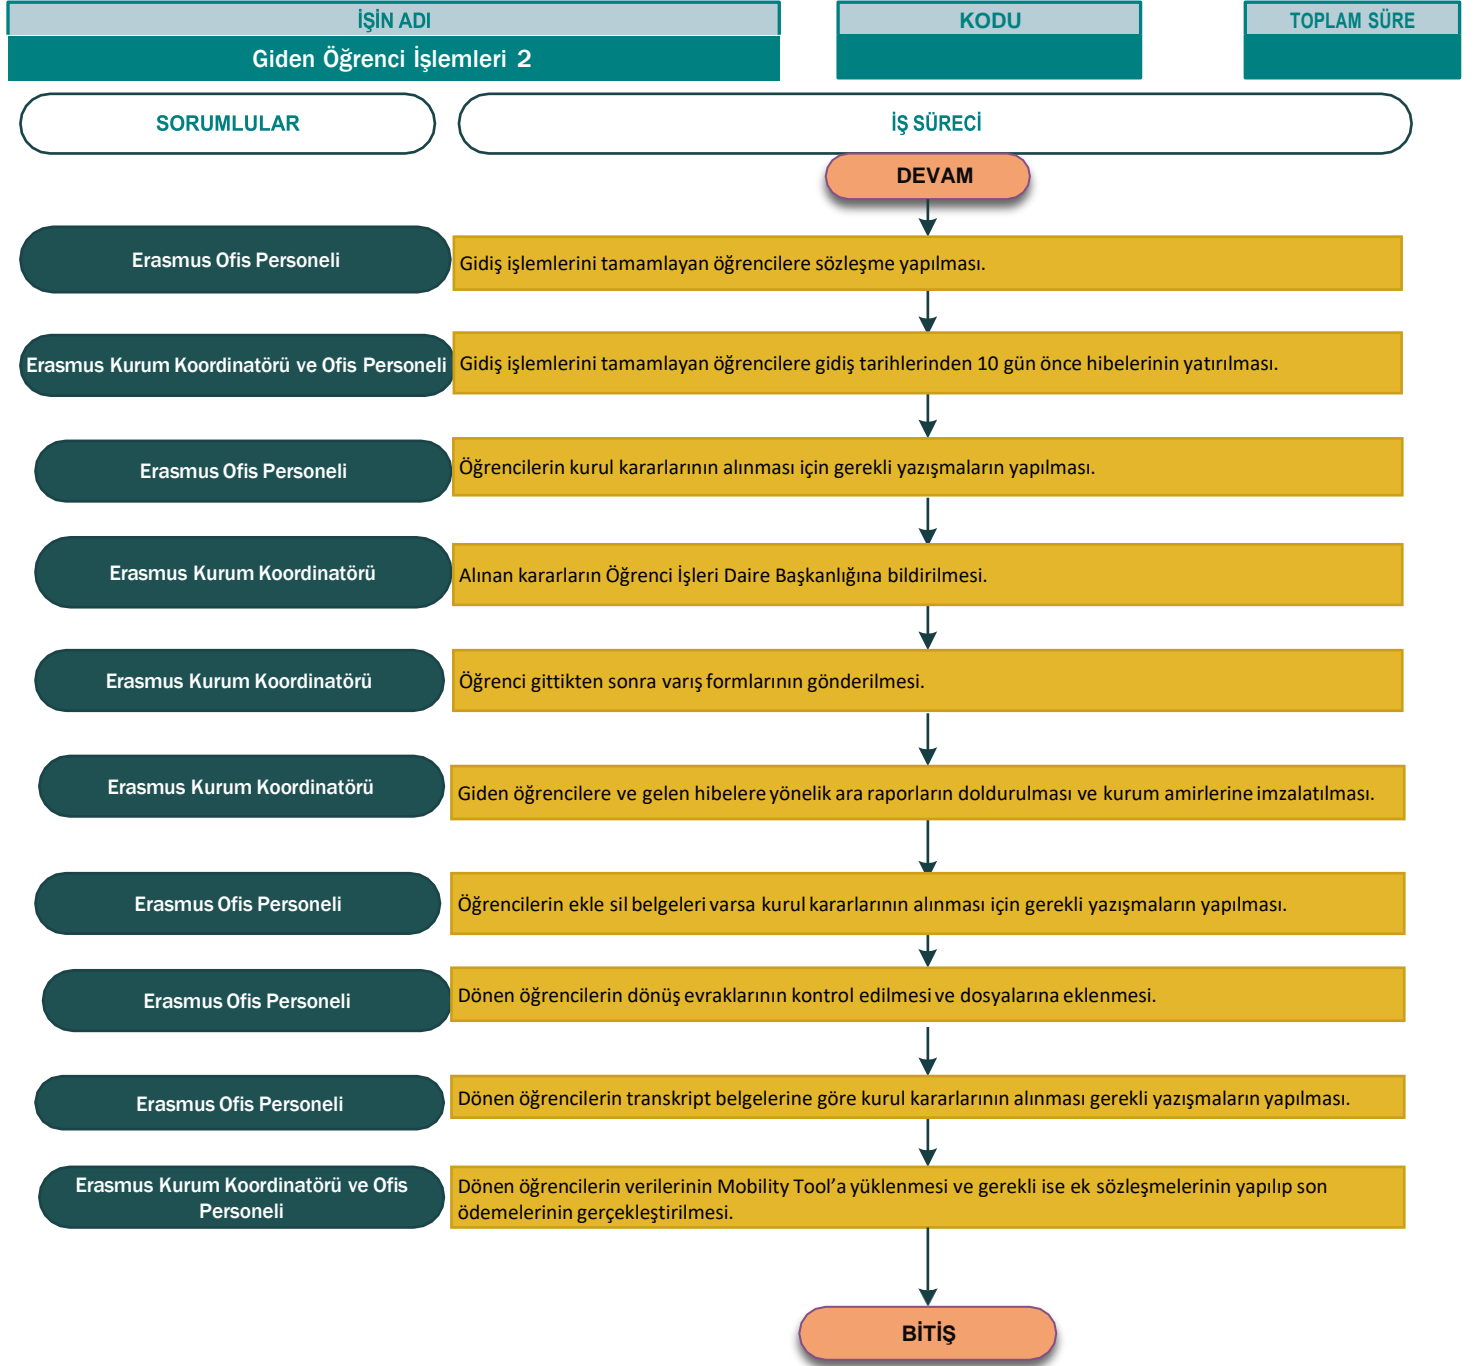 İŞİN ADI
KODU
TOPLAM SÜRE
Giden Öğrenci İşlemleri 2
SORUMLULAR
İŞ SÜRECİ
DEVAM
Erasmus Ofis Personeli
Gidiş işlemlerini tamamlayan öğrencilere sözleşme yapılması.
Erasmus Kurum Koordinatörü ve Ofis Personeli
Gidiş işlemlerini tamamlayan öğrencilere gidiş tarihlerinden 10 gün önce hibelerinin yatırılması.
Erasmus Ofis Personeli
Öğrencilerin kurul kararlarının alınması için gerekli yazışmaların yapılması.
Erasmus Kurum Koordinatörü
Alınan kararların Öğrenci İşleri Daire Başkanlığına bildirilmesi.
Erasmus Kurum Koordinatörü
Öğrenci gittikten sonra varış formlarının gönderilmesi.
Erasmus Kurum Koordinatörü
Giden öğrencilere ve gelen hibelere yönelik ara raporların doldurulması ve kurum amirlerine imzalatılması.
Erasmus Ofis Personeli
Öğrencilerin ekle sil belgeleri varsa kurul kararlarının alınması için gerekli yazışmaların yapılması.
Erasmus Ofis Personeli
Dönen öğrencilerin dönüş evraklarının kontrol edilmesi ve dosyalarına eklenmesi.
Erasmus Ofis Personeli
Dönen öğrencilerin transkript belgelerine göre kurul kararlarının alınması gerekli yazışmaların yapılması.
Erasmus Kurum Koordinatörü ve Ofis
Personeli
Dönen öğrencilerin verilerinin Mobility Tool’a yüklenmesi ve gerekli ise ek sözleşmelerinin yapılıp son
ödemelerinin gerçekleştirilmesi.
BİTİŞ